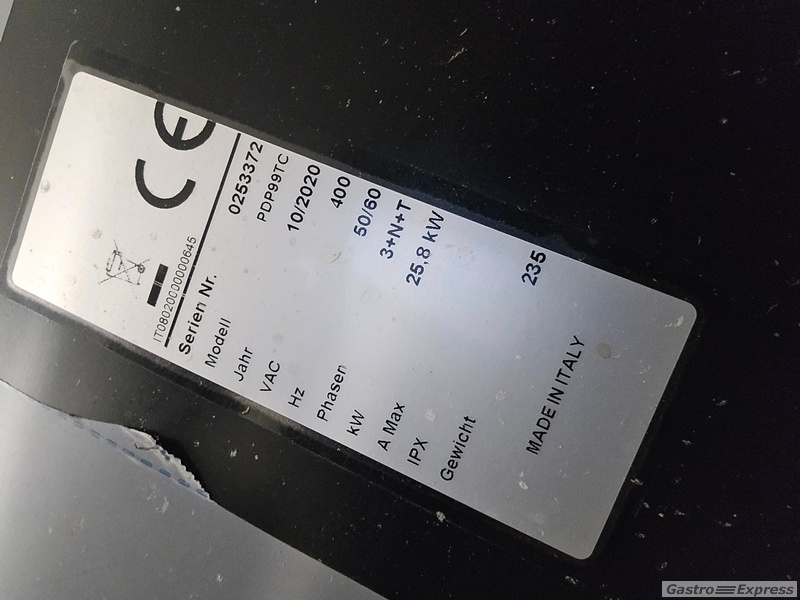 CE
IT08020000000645
Serien Nr. 0253372
Modell PDP99TC
Jahr 10/2020
VAC 400
Hz 50/60
Phasen 3+N+T
kW 25,8 kW
A Max
IPX
Gewicht 235
MADE IN ITALY
Gastro Express